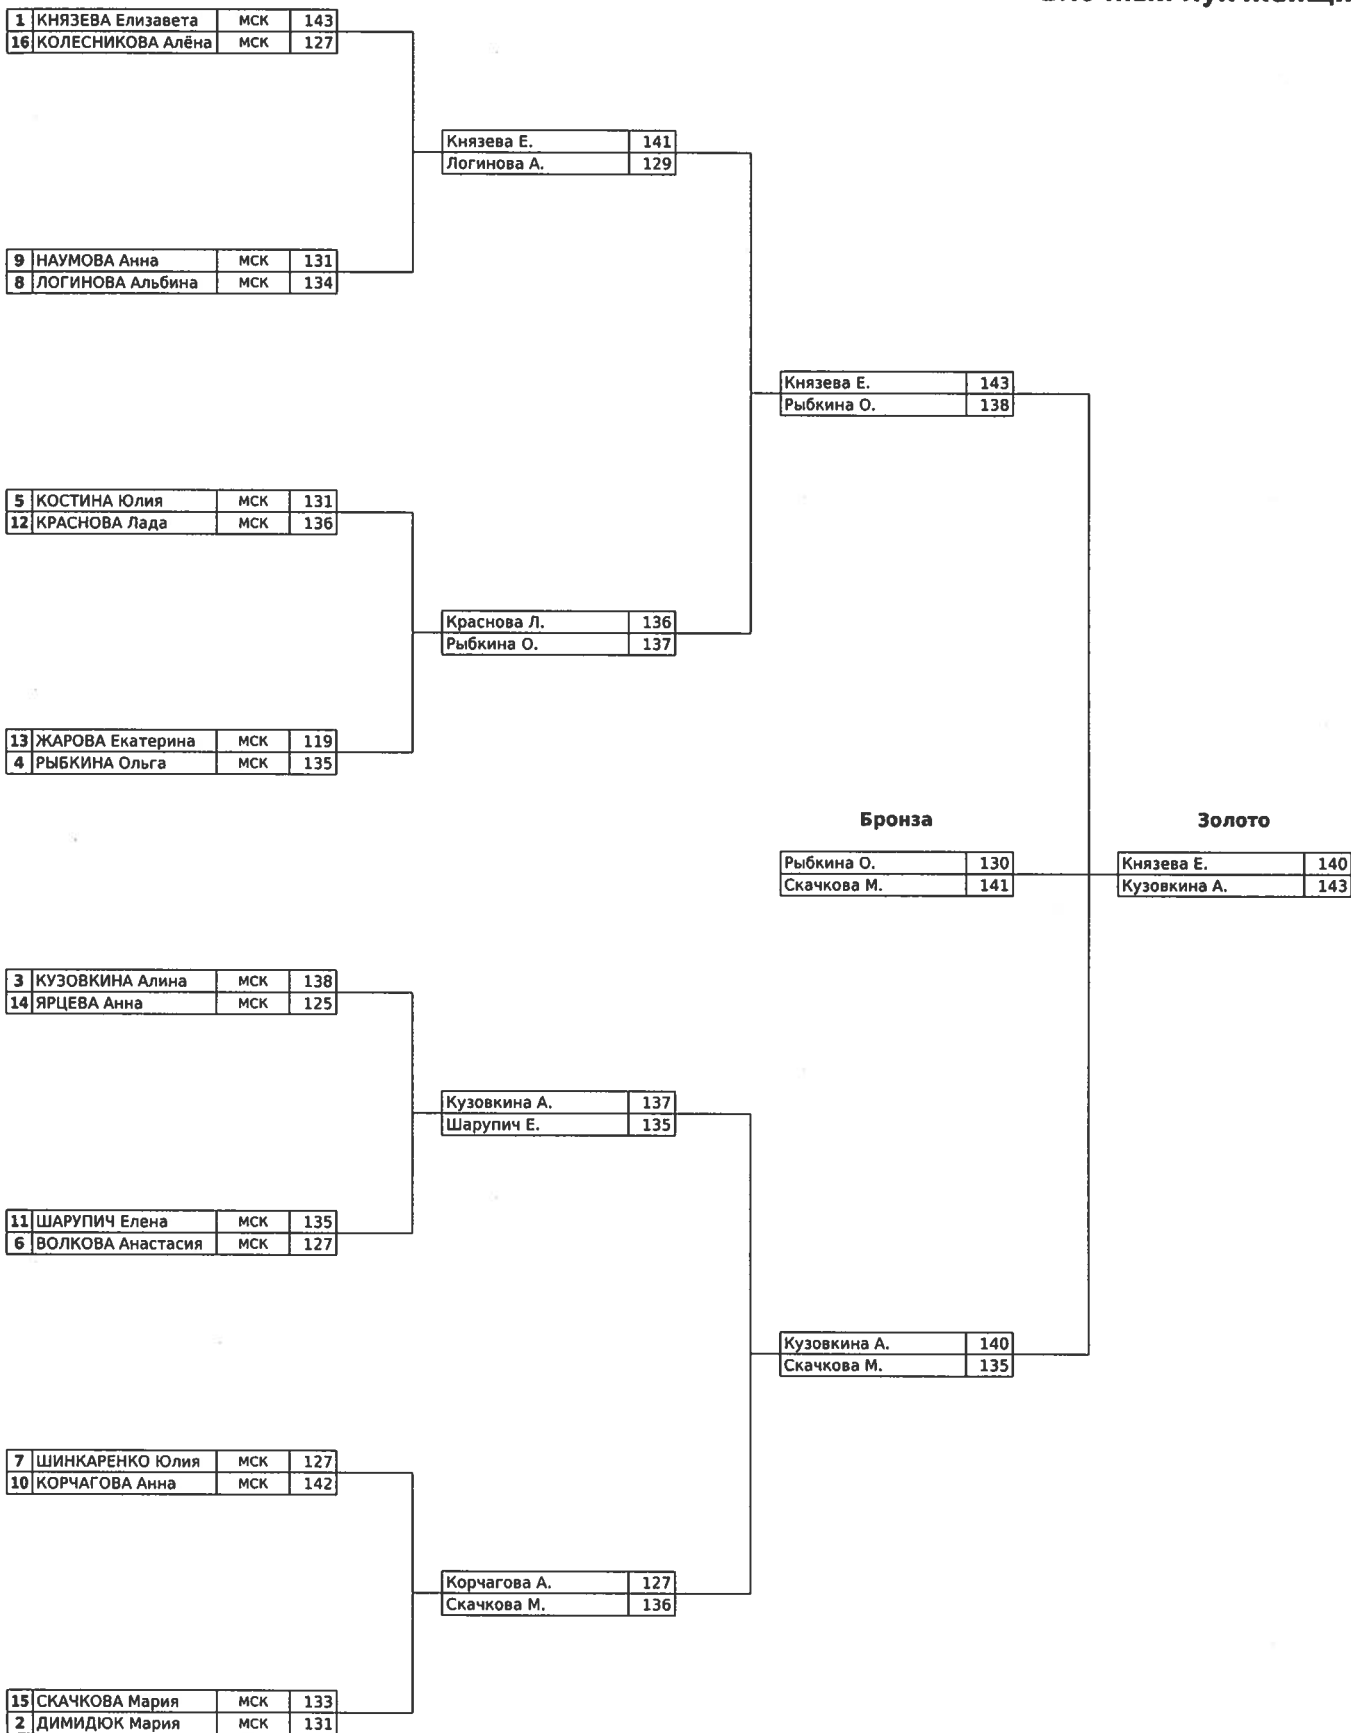 1 КНЯЗЕВА Елизавета МСК 143
16 КОЛЕСНИКОВА Алёна МСК 127
Князева Е. 141
Логинова А. 129
9 НАУМОВА Анна МСК 131
8 ЛОГИНОВА Альбина МСК 134
Князева Е. 143
Рыбкина О. 138
5 КОСТИНА Юлия МСК 131
12 КРАСНОВА Лада МСК 136
Краснова Л. 136
Рыбкина О. 137
13 ЖАРОВА Екатерина МСК 119
4 РЫБКИНА Ольга МСК 135
Бронза Золото
Рыбкина О. 130 Князева Е. 140
Скачкова М. 141 Кузовкина А. 143
3 КУЗОВКИНА Алина МСК 138
14 ЯРЦЕВА Анна МСК 125
Кузовкина А. 137
Шарупич Е. 135
11 ШАРУПИЧ Елена МСК 135
6 ВОЛКОВА Анастасия МСК 127
Кузовкина А. 140
Скачкова М. 135
7 ШИНКАРЕНКО Юлия МСК 127
10 КОРЧАГОВА Анна МСК 142
Корчагова А. 127
Скачкова М. 136
15 СКАЧКОВА Мария МСК 133
2 ДИМИДЮК Мария МСК 131